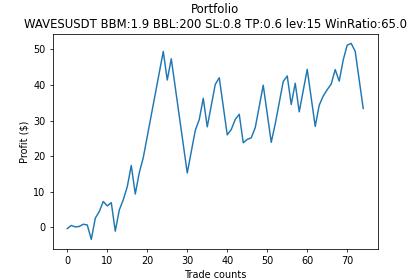 Portfolio
WAVESUSDT BBM:1.9 BBL:200 SL:0.8 TP:0.6 lev:15 WinRatio:65.0
50
40
30
20
10
0
Profit ($)
0 10 20 30 40 50 60 70
Trade counts